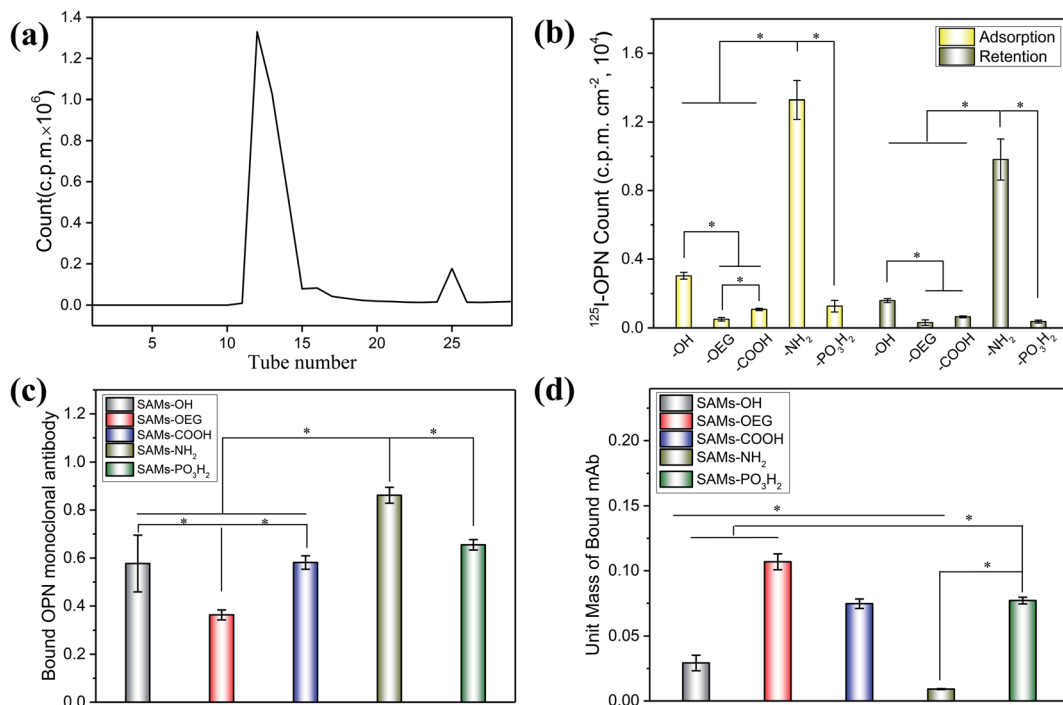 (a)
1.4
1.2
1.0
0.8
0.6
0.4
0.2
0.0
Count(c.p.m.×10⁶)
5 10 15 20 25
Tube number
(b)
Adsorption
Retention
1.6
1.2
0.8
0.4
0.0
¹²⁵I-OPN Count (c.p.m. cm⁻², 10⁴)
* * * * * * *
-OH -OEG -COOH -NH₂ -PO₃H₂ -OH -OEG -COOH -NH₂ -PO₃H₂
(c)
SAMs-OH
SAMs-OEG
SAMs-COOH
SAMs-NH₂
SAMs-PO₃H₂
1.2
1.0
0.8
0.6
0.4
0.2
0.0
Bound OPN monoclonal antibody
* *
* *
(d)
SAMs-OH
SAMs-OEG
SAMs-COOH
SAMs-NH₂
SAMs-PO₃H₂
0.20
0.15
0.10
0.05
0.00
Unit Mass of Bound mAb
*
*
*